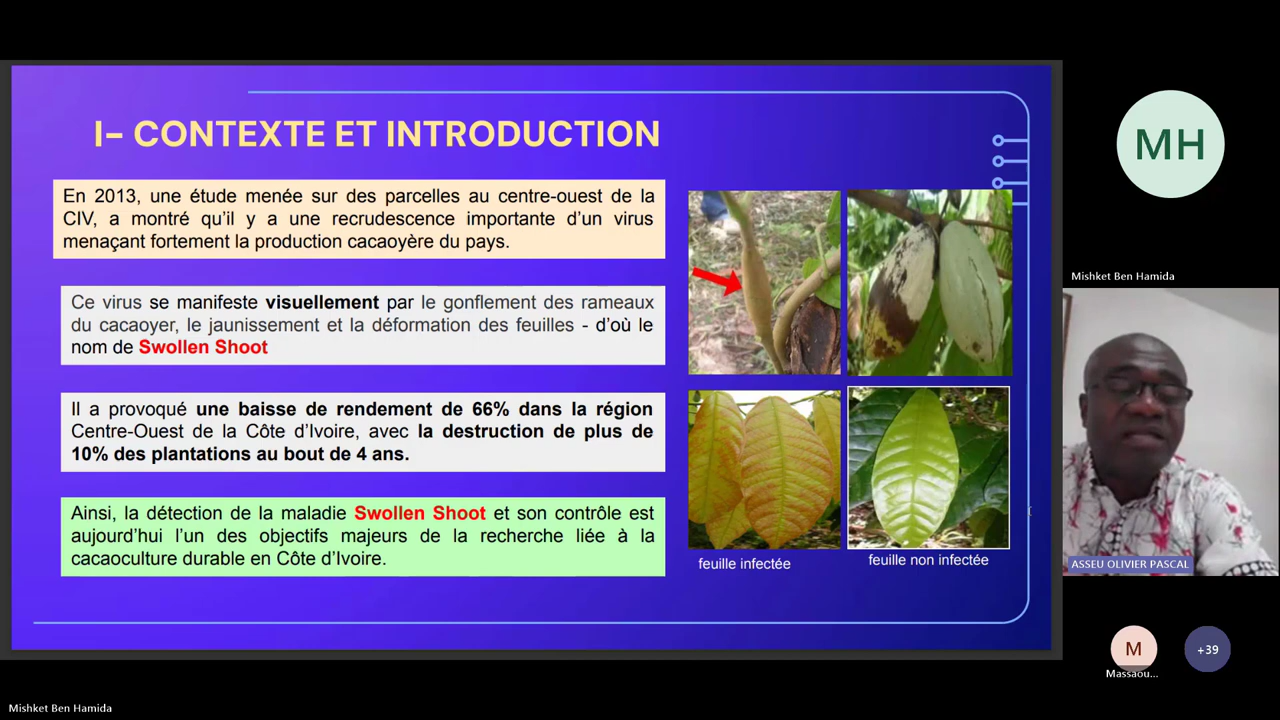 I– CONTEXTE ET INTRODUCTION
En 2013, une étude menée sur des parcelles au centre-ouest de la
CIV, a montré qu'il y a une recrudescence importante d'un virus
menaçant fortement la production cacaoyère du pays.
Ce virus se manifeste visuellement par le gonflement des rameaux
du cacaoyer, le jaunissement et la déformation des feuilles - d'où le
nom de Swollen Shoot
Il a provoqué une baisse de rendement de 66% dans la région
Centre-Ouest de la Côte d'Ivoire, avec la destruction de plus de
10% des plantations au bout de 4 ans.
Ainsi, la détection de la maladie Swollen Shoot et son contrôle est
aujourd'hui l'un des objectifs majeurs de la recherche liée à la
cacaoculture durable en Côte d'Ivoire.
feuille infectée
feuille non infectée
MH
Mishket Ben Hamida
ASSEU OLIVIER PASCAL
M
Massaou...
+39
Mishket Ben Hamida